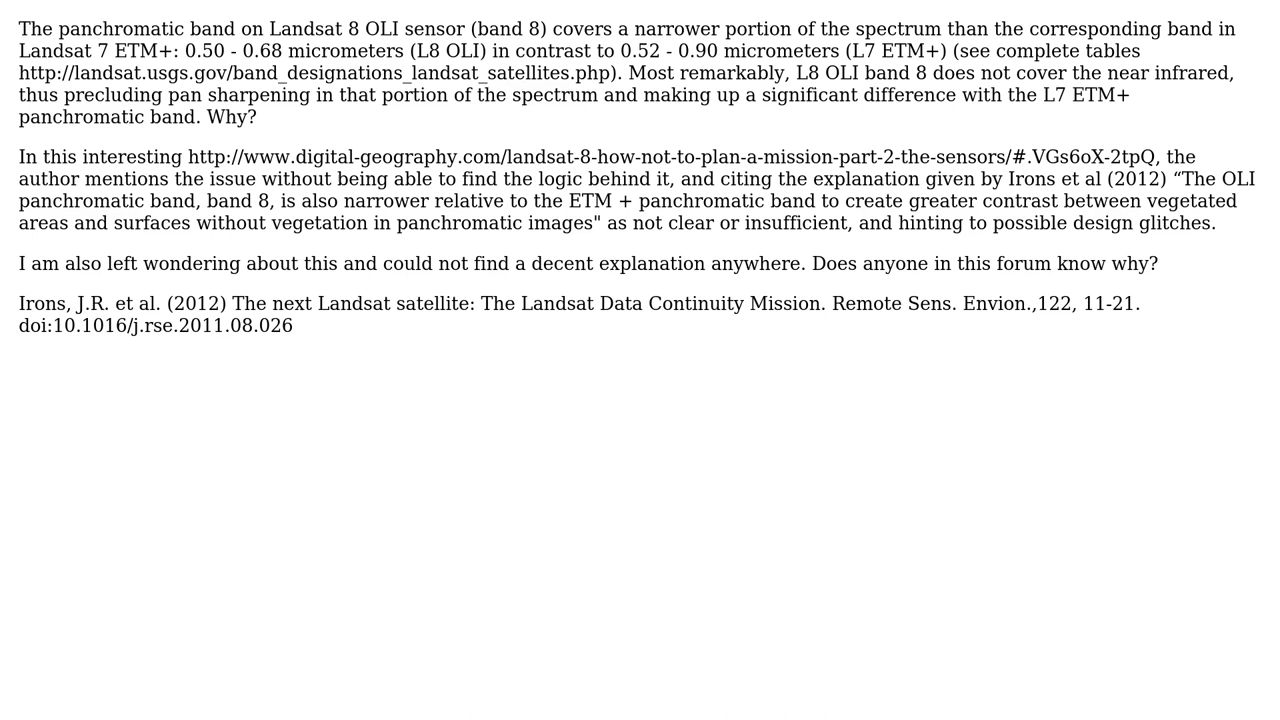 The panchromatic band on Landsat 8 OLI sensor (band 8) covers a narrower portion of the spectrum than the corresponding band in
Landsat 7 ETM+: 0.50 - 0.68 micrometers (L8 OLI) in contrast to 0.52 - 0.90 micrometers (L7 ETM+) (see complete tables
http://landsat.usgs.gov/band_designations_landsat_satellites.php). Most remarkably, L8 OLI band 8 does not cover the near infrared,
thus precluding pan sharpening in that portion of the spectrum and making up a significant difference with the L7 ETM+
panchromatic band. Why?
In this interesting http://www.digital-geography.com/landsat-8-how-not-to-plan-a-mission-part-2-the-sensors/#.VGs6oX-2tpQ, the
author mentions the issue without being able to find the logic behind it, and citing the explanation given by Irons et al (2012) “The OLI
panchromatic band, band 8, is also narrower relative to the ETM + panchromatic band to create greater contrast between vegetated
areas and surfaces without vegetation in panchromatic images" as not clear or insufficient, and hinting to possible design glitches.
I am also left wondering about this and could not find a decent explanation anywhere. Does anyone in this forum know why?
Irons, J.R. et al. (2012) The next Landsat satellite: The Landsat Data Continuity Mission. Remote Sens. Envion.,122, 11-21.
doi:10.1016/j.rse.2011.08.026